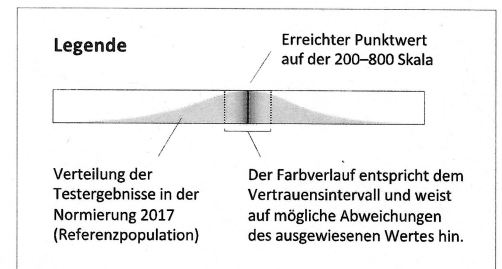 Legende
Erreichter Punktwert
auf der 200–800 Skala
Verteilung der
Testergebnisse in der
Normierung 2017
(Referenzpopulation)
Der Farbverlauf entspricht dem
Vertrauensintervall und weist
auf mögliche Abweichungen
des ausgewiesenen Wertes hin.